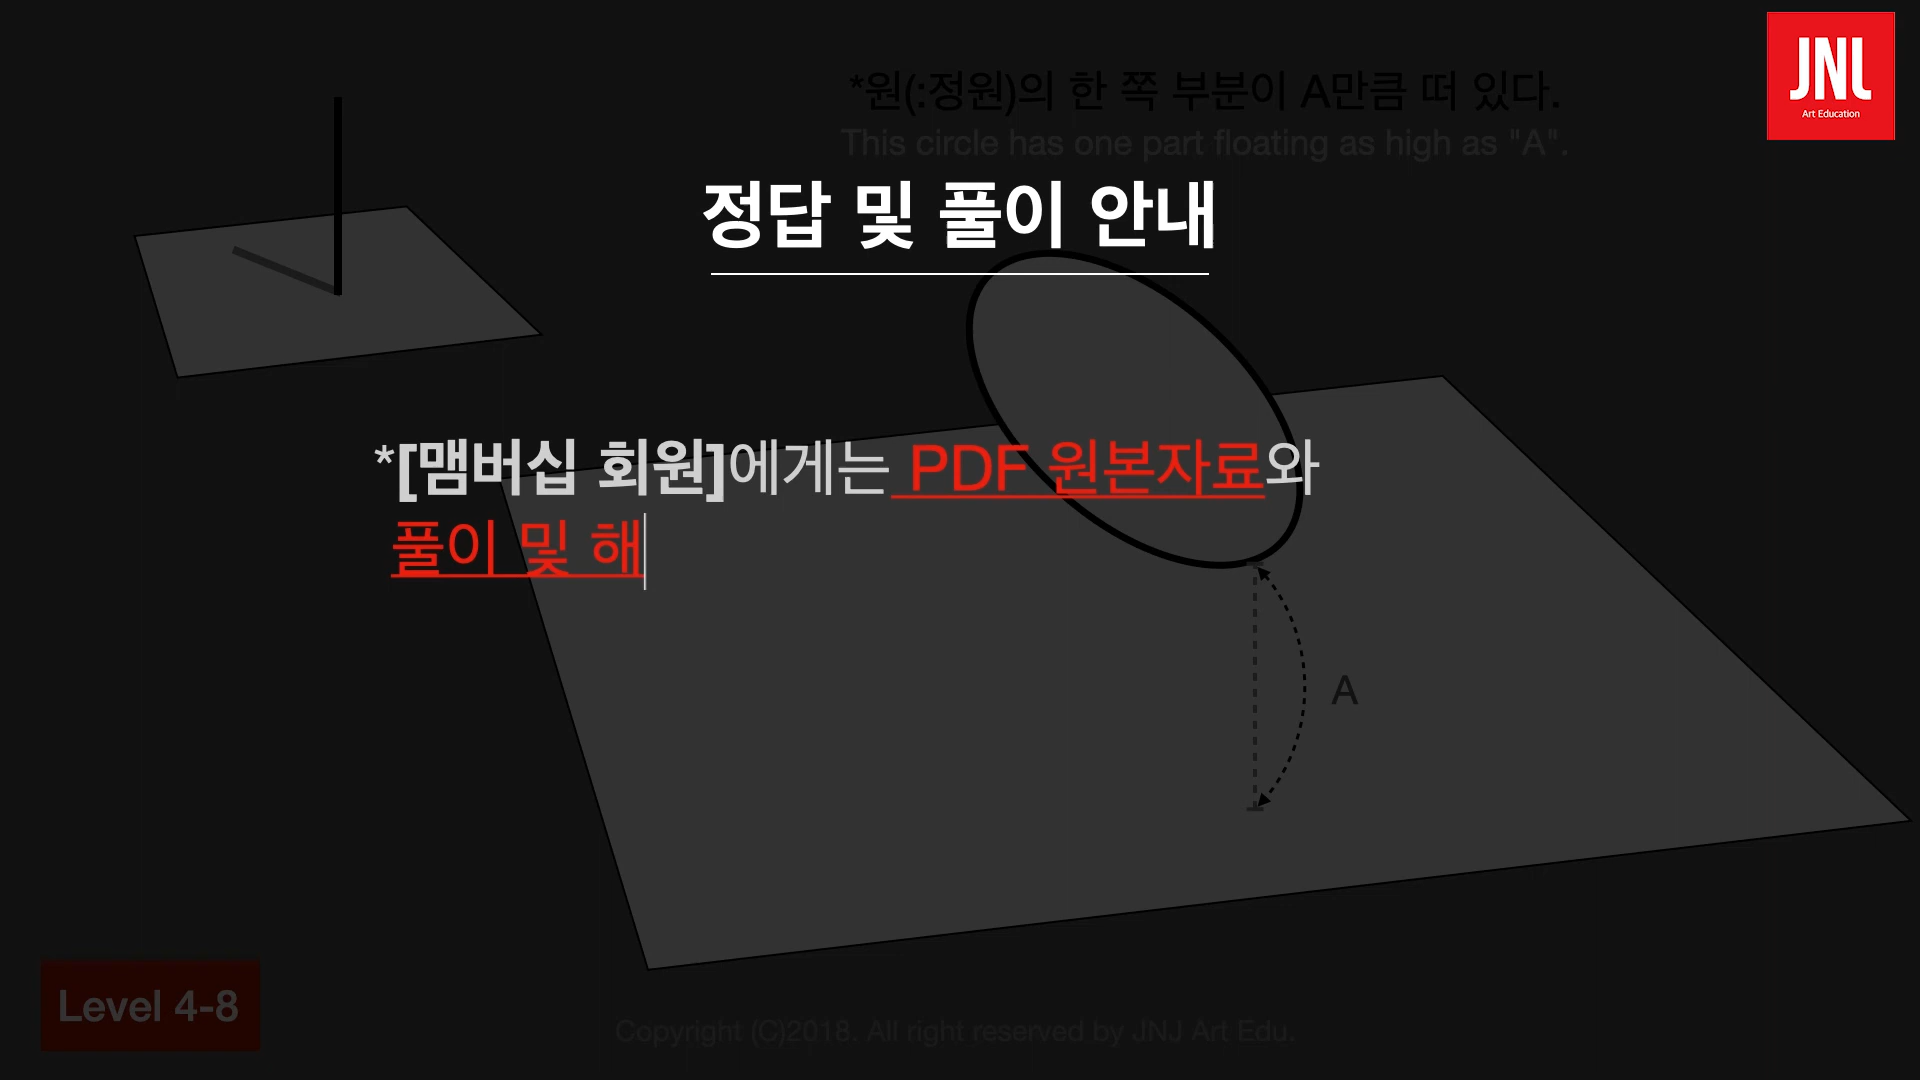 JNL
Art Education
*원(:정원)의 한 쪽 부분이 A만큼 떠 있다.
This circle has one part floating as high as "A".
정답 및 풀이 안내
*[맴버십 회원]에게는 PDF 원본자료와
풀이 및 해
A
Level 4-8
Copyright (C)2018. All right reserved by JNJ Art Edu.